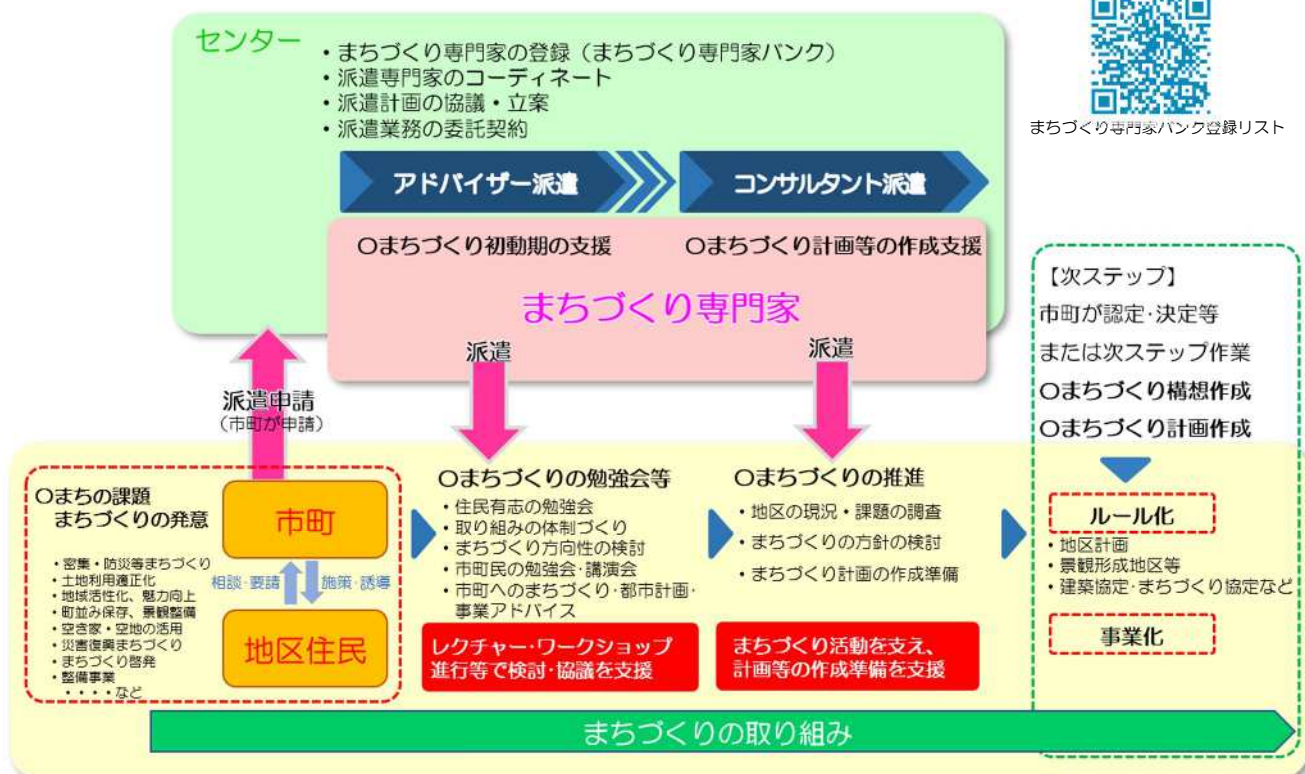 センター
・まちづくり専門家の登録（まちづくり専門家バンク）
・派遣専門家のコーディネート
・派遣計画の協議・立案
・派遣業務の委託契約
まちづくり専門家バンク登録リスト
アドバイザー派遣
コンサルタント派遣
○まちづくり初動期の支援
○まちづくり計画等の作成支援
まちづくり専門家
派遣
派遣
【次ステップ】
市町が認定・決定等
または次ステップ作業
○まちづくり構想作成
○まちづくり計画作成
派遣申請
（市町が申請）
○まちの課題
まちづくりの発意
・密集・防災等まちづくり
・土地利用適正化
・地域活性化、魅力向上
・町並み保存、景観整備
・空き家・空地の活用
・災害復興まちづくり
・まちづくり啓発
・整備事業
・・・・など
市町
相談・要請
施策・誘導
地区住民
○まちづくりの勉強会等
・住民有志の勉強会
・取り組みの体制づくり
・まちづくり方向性の検討
・市町民の勉強会・講演会
・市町へのまちづくり・都市計画・
事業アドバイス
レクチャー・ワークショップ
進行等で検討・協議を支援
○まちづくりの推進
・地区の現況・課題の調査
・まちづくりの方針の検討
・まちづくり計画の作成準備
まちづくり活動を支え、
計画等の作成準備を支援
ルール化
・地区計画
・景観形成地区等
・建築協定・まちづくり協定など
事業化
まちづくりの取り組み